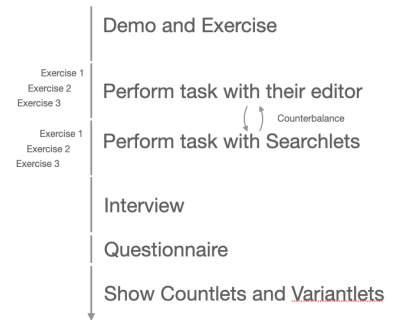 Demo and Exercise
Exercise 1
Exercise 2
Exercise 3
Perform task with their editor
Counterbalance
Exercise 1
Exercise 2
Exercise 3
Perform task with Searchlets
Interview
Questionnaire
Show Countlets and Variantlets